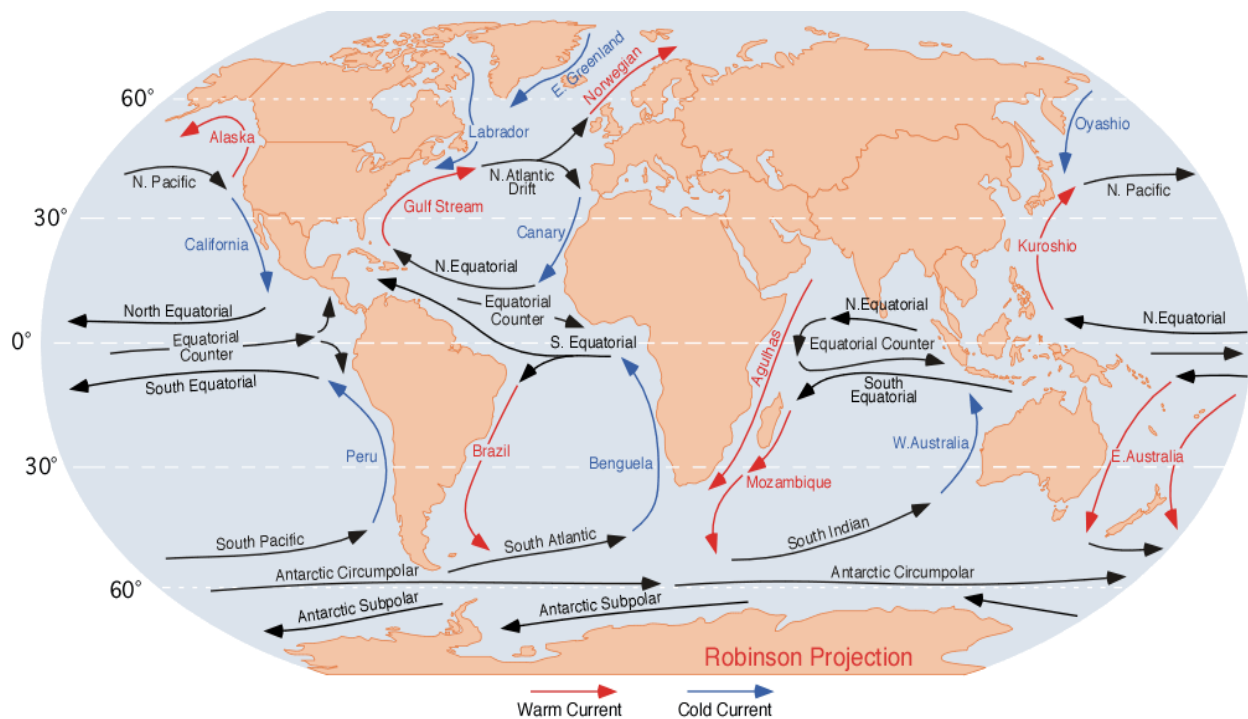 E. Greenland
Norwegian
60°
Alaska
Labrador
Oyashio
N. Pacific
N.Atlantic
Drift
N. Pacific
Gulf Stream
30°
California
Canary
Kuroshio
N.Equatorial
North Equatorial
Equatorial
Counter
N.Equatorial
N.Equatorial
0°
Equatorial
Counter
S. Equatorial
Equatorial Counter
Agulhas
South Equatorial
South
Equatorial
Peru
Brazil
Benguela
W.Australia
E.Australia
30°
Mozambique
South Pacific
South Atlantic
South Indian
Antarctic Circumpolar
Antarctic Circumpolar
60°
Antarctic Subpolar
Antarctic Subpolar
Robinson Projection
Warm Current
Cold Current